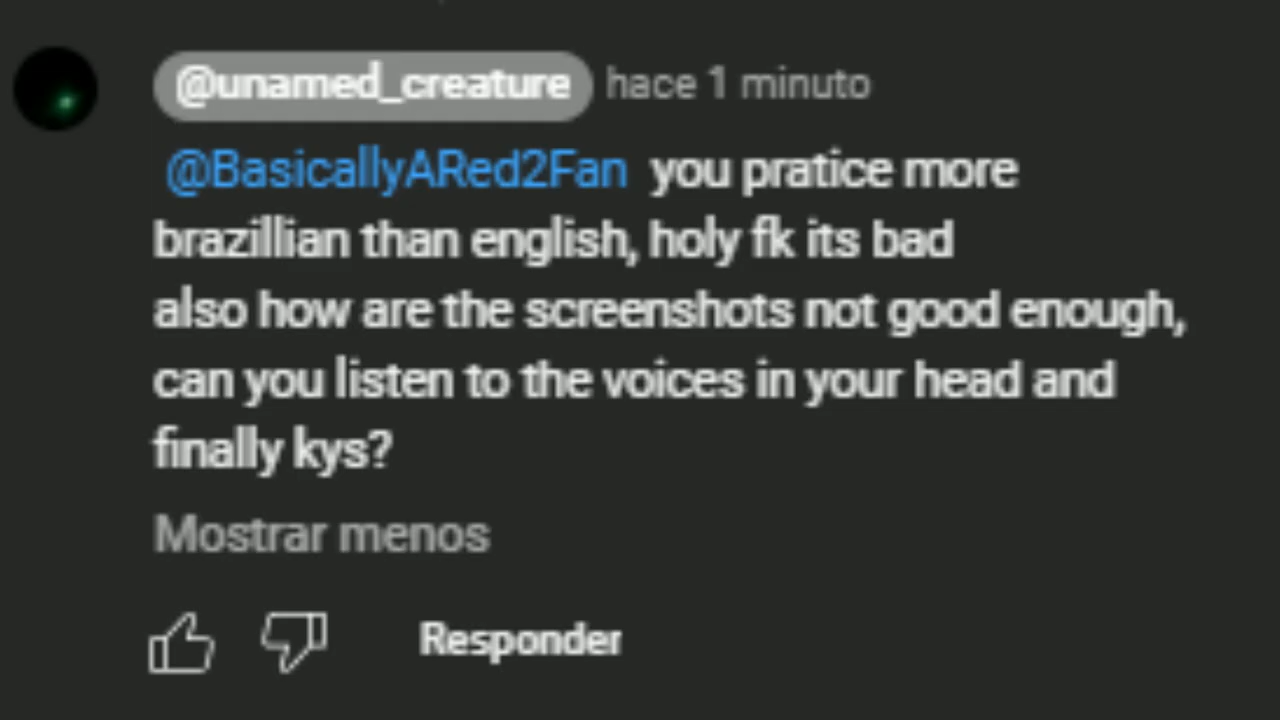 @unamed_creature hace 1 minuto
@BasicallyARed2Fan you pratice more
brazillian than english, holy fk its bad
also how are the screenshots not good enough,
can you listen to the voices in your head and
finally kys?
Mostrar menos
Responder